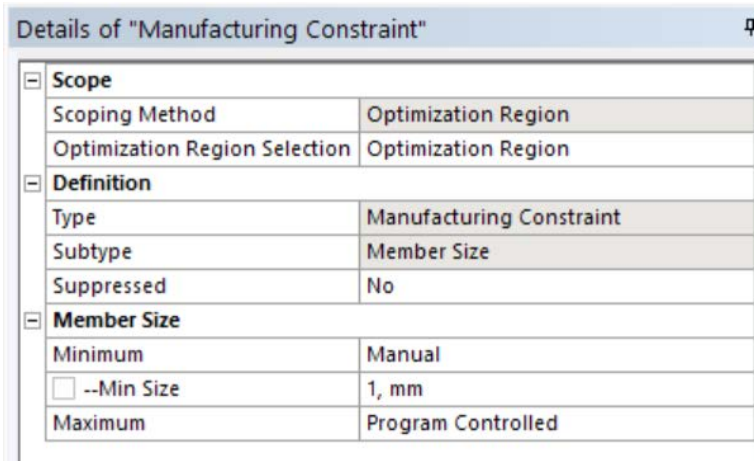 Details of "Manufacturing Constraint"
Scope
Scoping Method Optimization Region
Optimization Region Selection Optimization Region
Definition
Type Manufacturing Constraint
Subtype Member Size
Suppressed No
Member Size
Minimum Manual
--Min Size 1, mm
Maximum Program Controlled